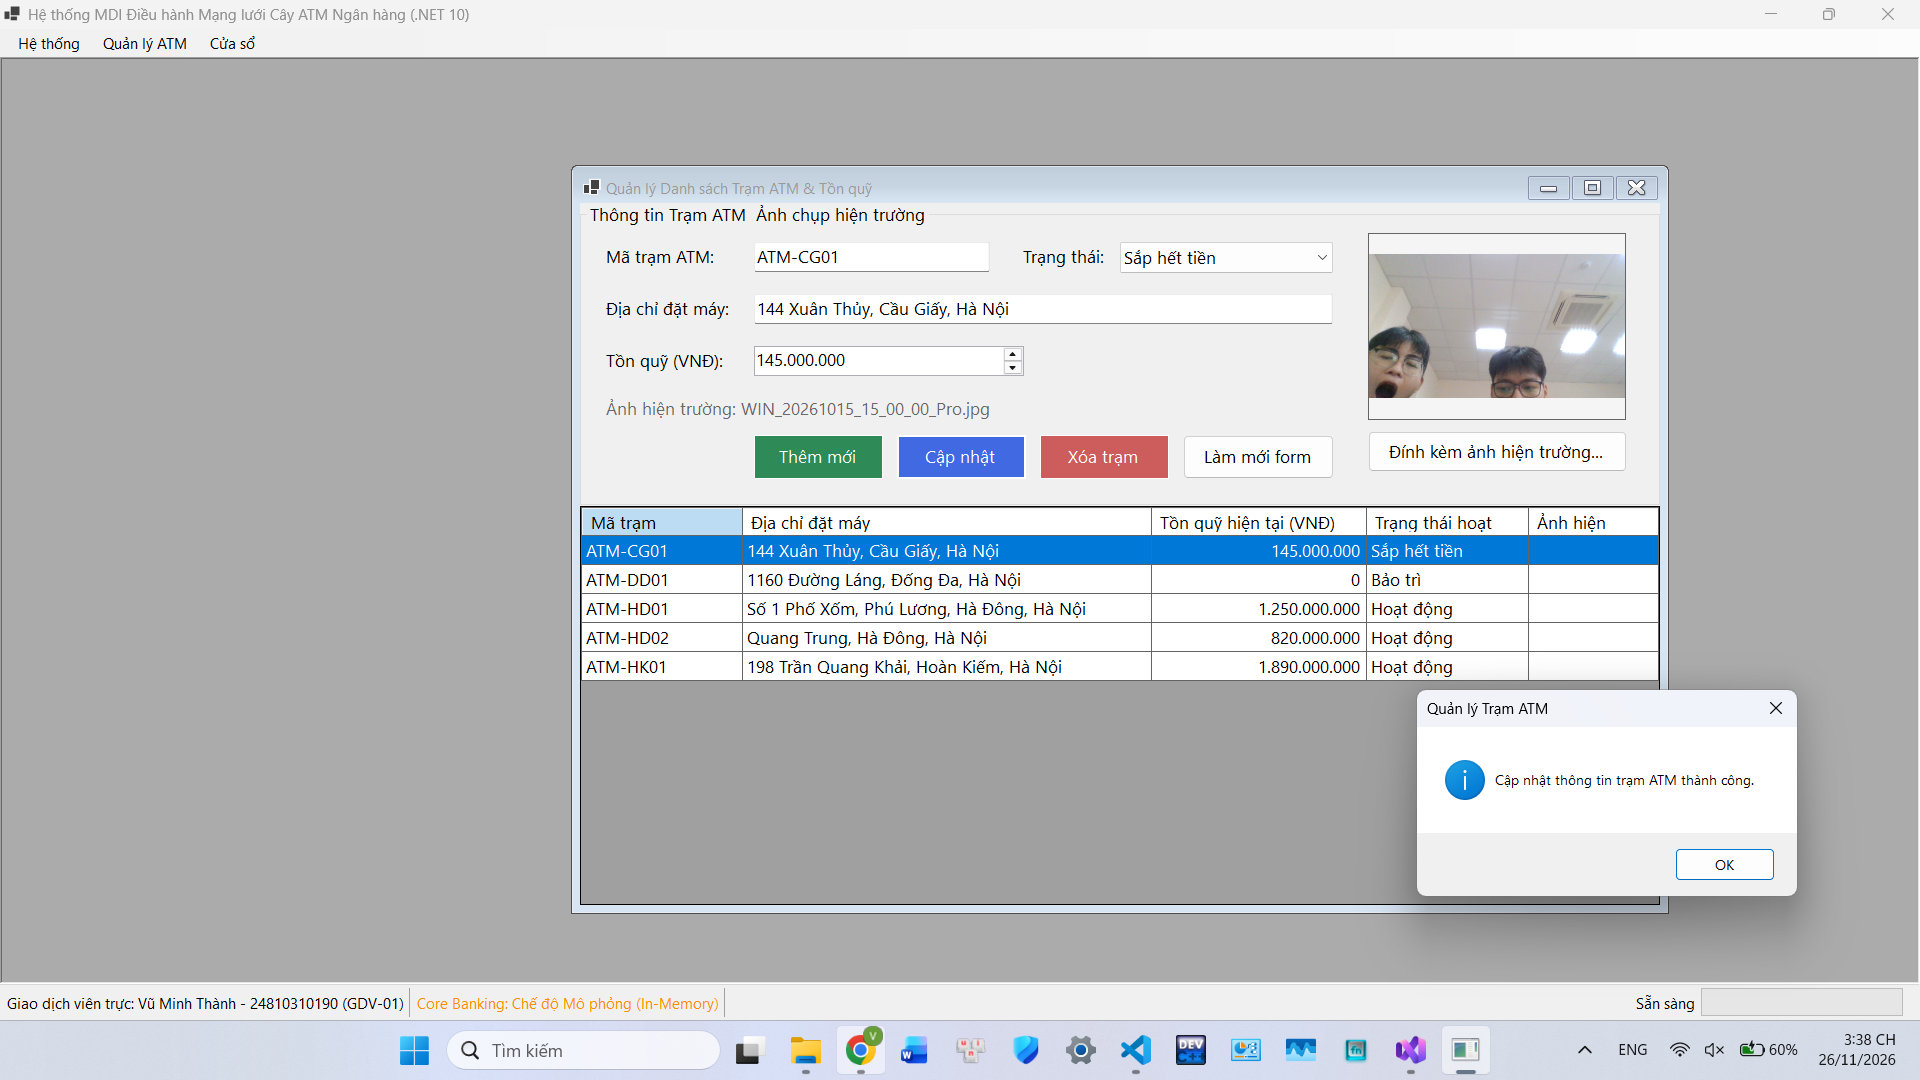 Hệ thống MDI Điều hành Mạng lưới Cây ATM Ngân hàng (.NET 10)
Hệ thống Quản lý ATM Cửa sổ
Quản lý Danh sách Trạm ATM & Tồn quỹ
Thông tin Trạm ATM Ảnh chụp hiện trường
Mã trạm ATM: ATM-CG01 Trạng thái: Sắp hết tiền
Địa chỉ đặt máy: 144 Xuân Thủy, Cầu Giấy, Hà Nội
Tồn quỹ (VNĐ): 145.000.000
Ảnh hiện trường: WIN_20261015_15_00_00_Pro.jpg
Thêm mới Cập nhật Xóa trạm Làm mới form Đính kèm ảnh hiện trường...
Mã trạm Địa chỉ đặt máy Tồn quỹ hiện tại (VNĐ) Trạng thái hoạt Ảnh hiện
ATM-CG01 144 Xuân Thủy, Cầu Giấy, Hà Nội 145.000.000 Sắp hết tiền
ATM-DD01 1160 Đường Láng, Đống Đa, Hà Nội 0 Bảo trì
ATM-HD01 Số 1 Phố Xốm, Phú Lương, Hà Đông, Hà Nội 1.250.000.000 Hoạt động
ATM-HD02 Quang Trung, Hà Đông, Hà Nội 820.000.000 Hoạt động
ATM-HK01 198 Trần Quang Khải, Hoàn Kiếm, Hà Nội 1.890.000.000 Hoạt động
Quản lý Trạm ATM
Cập nhật thông tin trạm ATM thành công.
OK
Giao dịch viên trực: Vũ Minh Thành - 24810310190 (GDV-01) Core Banking: Chế độ Mô phỏng (In-Memory) Sẵn sàng
Tìm kiếm V W DEV C++ fn ENG 60% 3:38 CH
26/11/2026